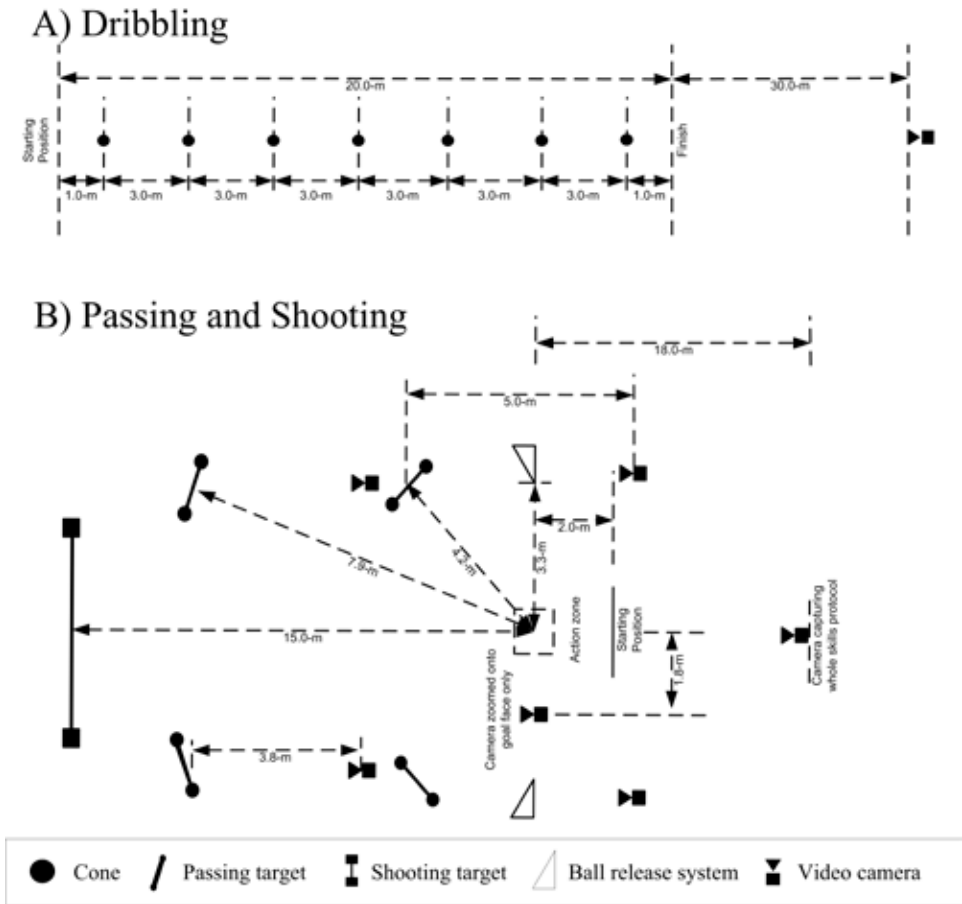 A) Dribbling
20.0-m
30.0-m
Starting
Position
Finish
1.0-m
3.0-m
3.0-m
3.0-m
3.0-m
3.0-m
3.0-m
1.0-m
B) Passing and Shooting
18.0-m
5.0-m
2.0-m
3.3-m
4.2-m
7.9-m
15.0-m
Action zone
Starting
Position
1.8-m
Camera capturing
whole skills protocol
Camera zoomed onto
goal face only
3.8-m
Cone
Passing target
Shooting target
Ball release system
Video camera